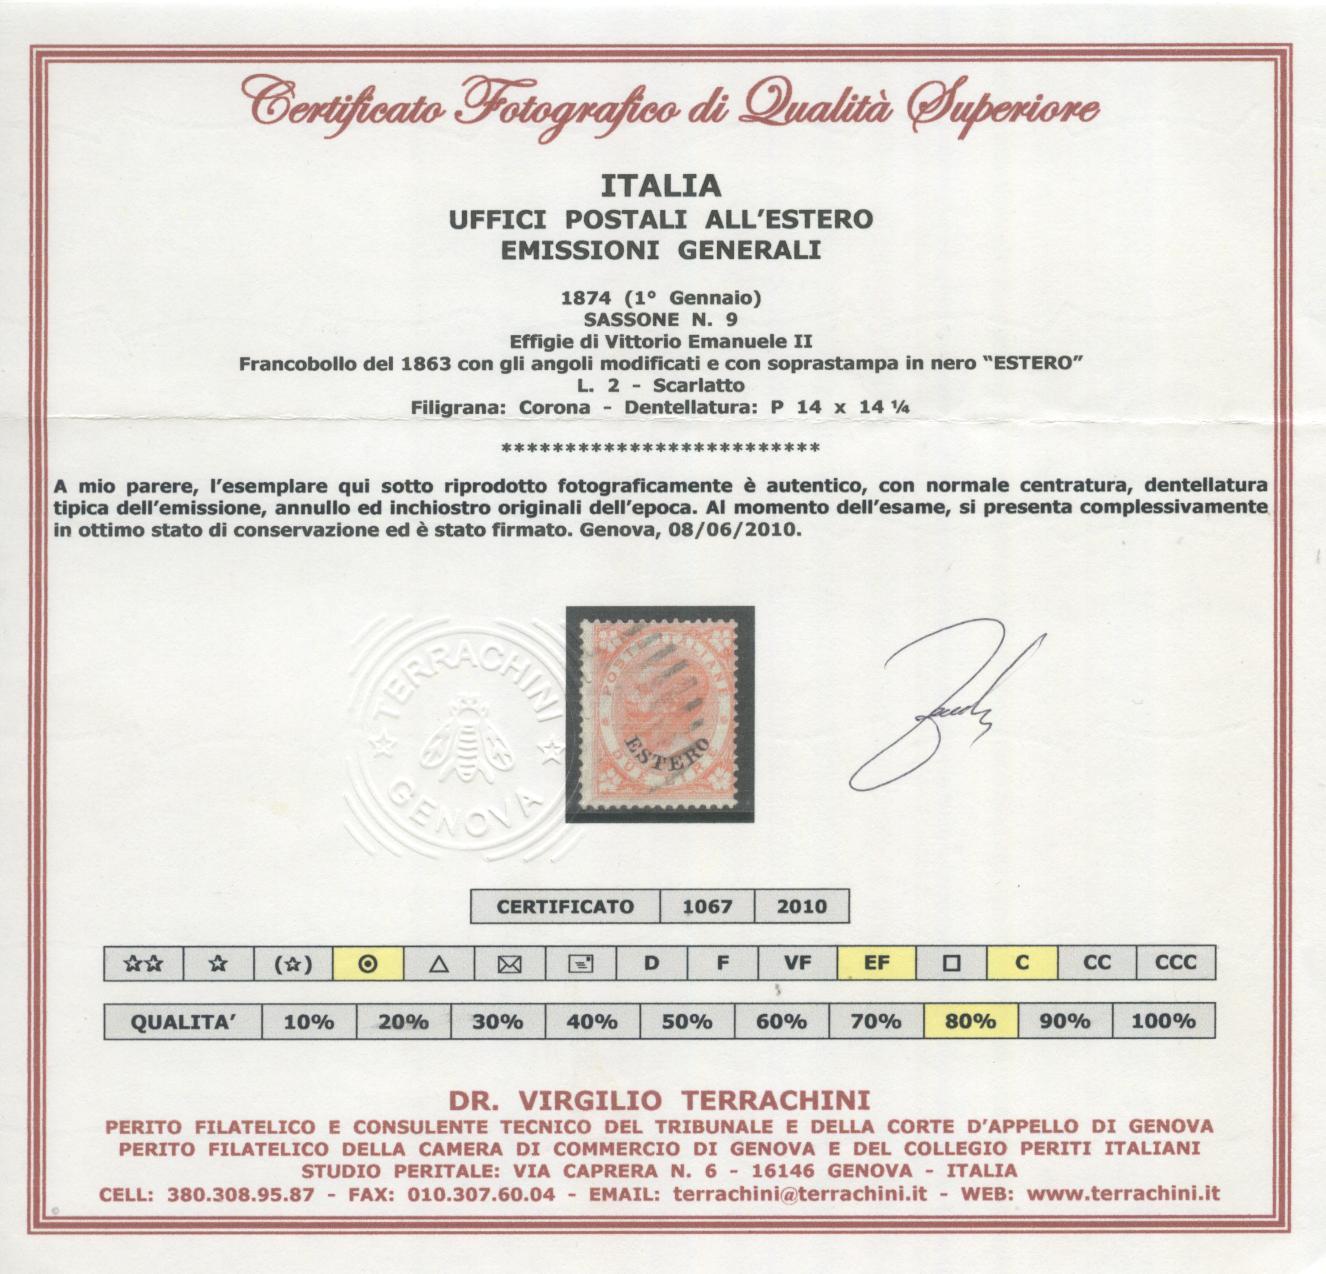 Certificato Fotografico di Qualità Superiore
ITALIA
UFFICI POSTALI ALL'ESTERO
EMISSIONI GENERALI
1874 (1° Gennaio)
SASSONE N. 9
Effigie di Vittorio Emanuele II
Francobollo del 1863 con gli angoli modificati e con soprastampa in nero “ESTERO”
L. 2 - Scarlatto
Filigrana: Corona - Dentellatura: P 14 x 14 ¼
*************************
A mio parere, l'esemplare qui sotto riprodotto fotograficamente è autentico, con normale centratura, dentellatura
tipica dell'emissione, annullo ed inchiostro originali dell'epoca. Al momento dell'esame, si presenta complessivamente
in ottimo stato di conservazione ed è stato firmato. Genova, 08/06/2010.
TERRACHINI
GENOVA
ESTERO
CERTIFICATO 1067 2010
D F VF EF C CC CCC
QUALITA' 10% 20% 30% 40% 50% 60% 70% 80% 90% 100%
DR. VIRGILIO TERRACHINI
PERITO FILATELICO E CONSULENTE TECNICO DEL TRIBUNALE E DELLA CORTE D'APPELLO DI GENOVA
PERITO FILATELICO DELLA CAMERA DI COMMERCIO DI GENOVA E DEL COLLEGIO PERITI ITALIANI
STUDIO PERITALE: VIA CAPRERA N. 6 - 16146 GENOVA - ITALIA
CELL: 380.308.95.87 - FAX: 010.307.60.04 - EMAIL: terrachini@terrachini.it - WEB: www.terrachini.it